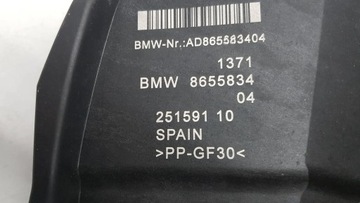 BMW-Nr.:AD865583404
1371
BMW 8655834
04
251591 10
SPAIN
>PP-GF30<